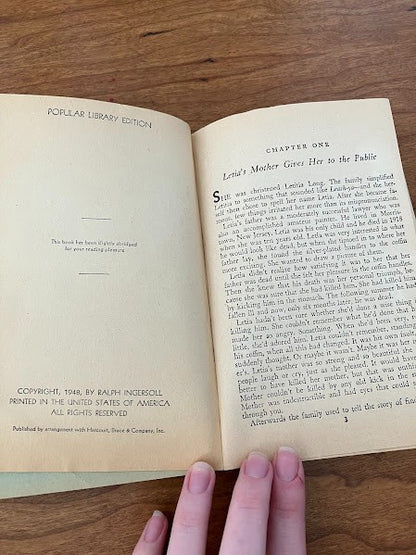 POPULAR LIBRARY EDITION
This book has been slightly abridged
for your reading pleasure
COPYRIGHT, 1948, BY RALPH INGERSOLL
PRINTED IN THE UNITED STATES OF AMERICA
ALL RIGHTS RESERVED
Published by arrangement with Harcourt, Brace & Company, Inc.
CHAPTER ONE
Letia's Mother Gives Her to the Public
SHE was christened Lætitia Long. The family simplified
Letitia to something that sounded like Leash-ya—and she her-
self then chose to spell her name Letia. After she became fa-
mous, few things irritated her more than its mispronunciation.
Letia's father was a moderately successful lawyer who was
also an accomplished amateur painter. He lived in Morris-
town, New Jersey. Letia was his only child and he died in 1918
when she was ten years old. Letia was very interested in what
he would look like dead, but when she tiptoed in to where her
father lay, she found the silver-plated handles to the coffin
more exciting. She wanted to draw a picture of them.
Letia didn't realize how satisfying it was to her that her
father was dead until she felt her pleasure in the coffin handles.
Then she knew that his death was her personal triumph, be-
cause she was sure that she had killed him. She had killed him
by kicking him in the stomach. The following summer he had
fallen ill and now, only six months later, he was dead.
Letia hadn't been sure whether she'd done a wise thing
killing him. She couldn't remember what he'd done that had
made her so angry. Something. When she'd been very,
little, she'd adored him. Letia couldn't remember, standing
his coffin, when all this had changed. It was his own
suddenly thought. Or maybe it wasn't. Maybe it was her
er's. Letia's mother was so strong and so beautiful she
people laugh or cry, just as she pleased. It would have
better to have killed her mother, but that was out
Mother couldn't be killed by any old kick in the
Mother was indestructible and had eyes that could
through you.
Afterwards the family used to tell the story of
3